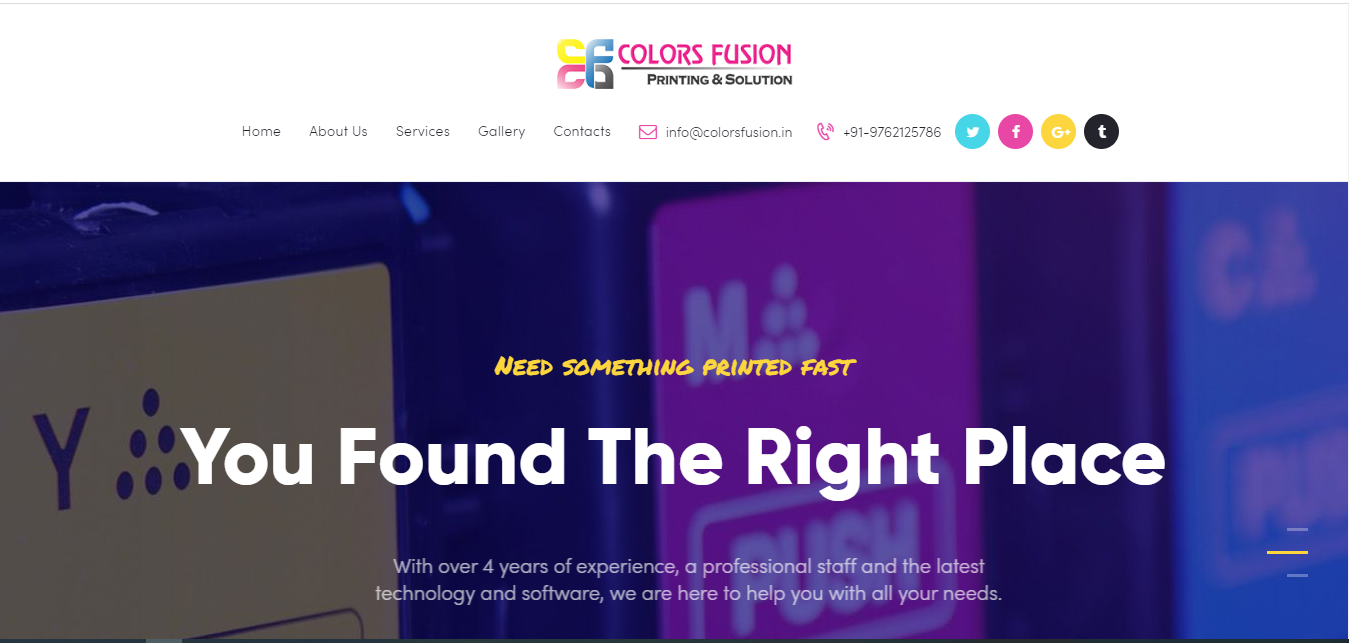 COLORS FUSION
PRINTING & SOLUTION
Home About Us Services Gallery Contacts info@colorsfusion.in +91-9762125786
NEED SOMETHING PRINTED FAST
You Found The Right Place
With over 4 years of experience, a professional staff and the latest
technology and software, we are here to help you with all your needs.
Y
M
C
PUSH
PUSH